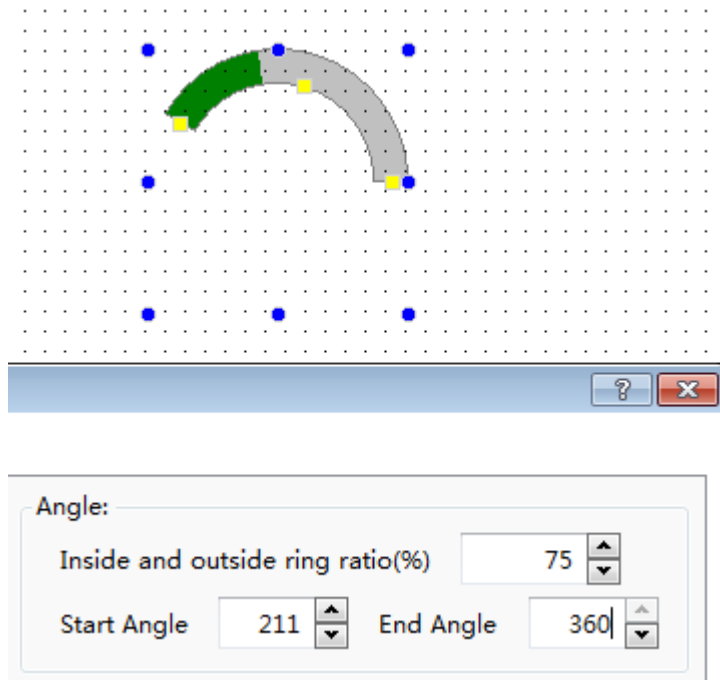 ?
Angle:
Inside and outside ring ratio(%) 75
Start Angle 211 End Angle 360